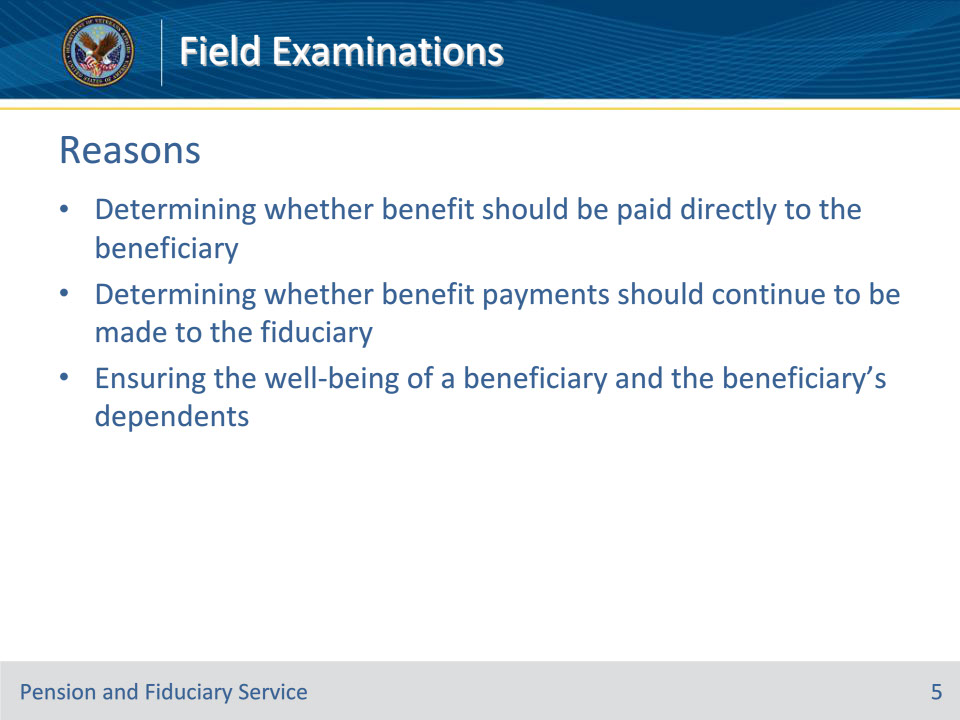 Field Examinations
Reasons
• Determining whether benefit should be paid directly to the
beneficiary
• Determining whether benefit payments should continue to be
made to the fiduciary
• Ensuring the well-being of a beneficiary and the beneficiary’s
dependents
Pension and Fiduciary Service
5